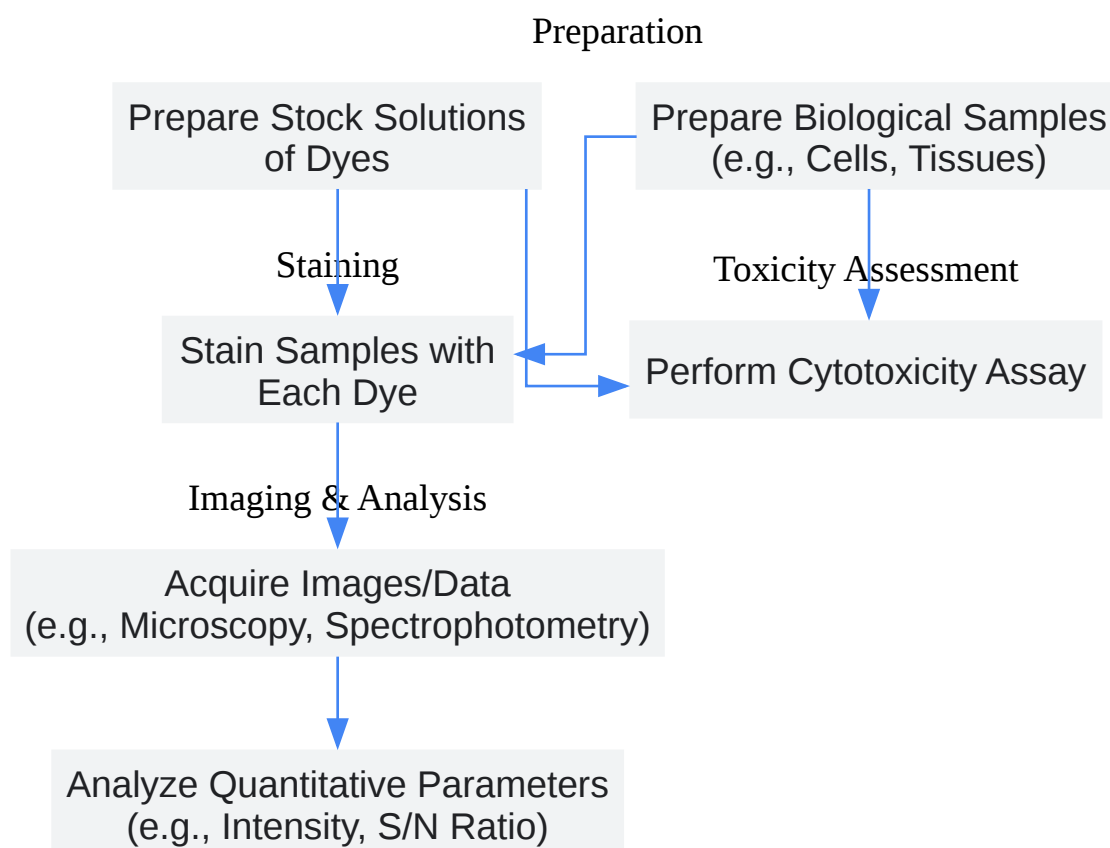 Preparation
Prepare Stock Solutions
of Dyes
Prepare Biological Samples
(e.g., Cells, Tissues)
Staining
Toxicity Assessment
Stain Samples with
Each Dye
Perform Cytotoxicity Assay
Imaging & Analysis
Acquire Images/Data
(e.g., Microscopy, Spectrophotometry)
Analyze Quantitative Parameters
(e.g., Intensity, S/N Ratio)